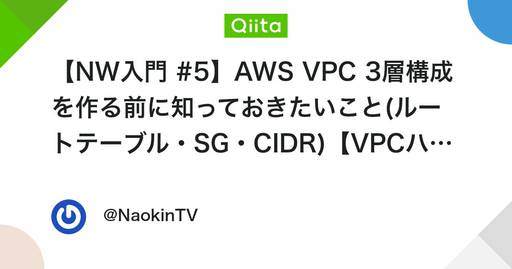 Qiita
【NW入門 #5】AWS VPC 3層構成
を作る前に知っておきたいこと(ルー
トテーブル・SG・CIDR)【VPCハ…
@NaokinTV